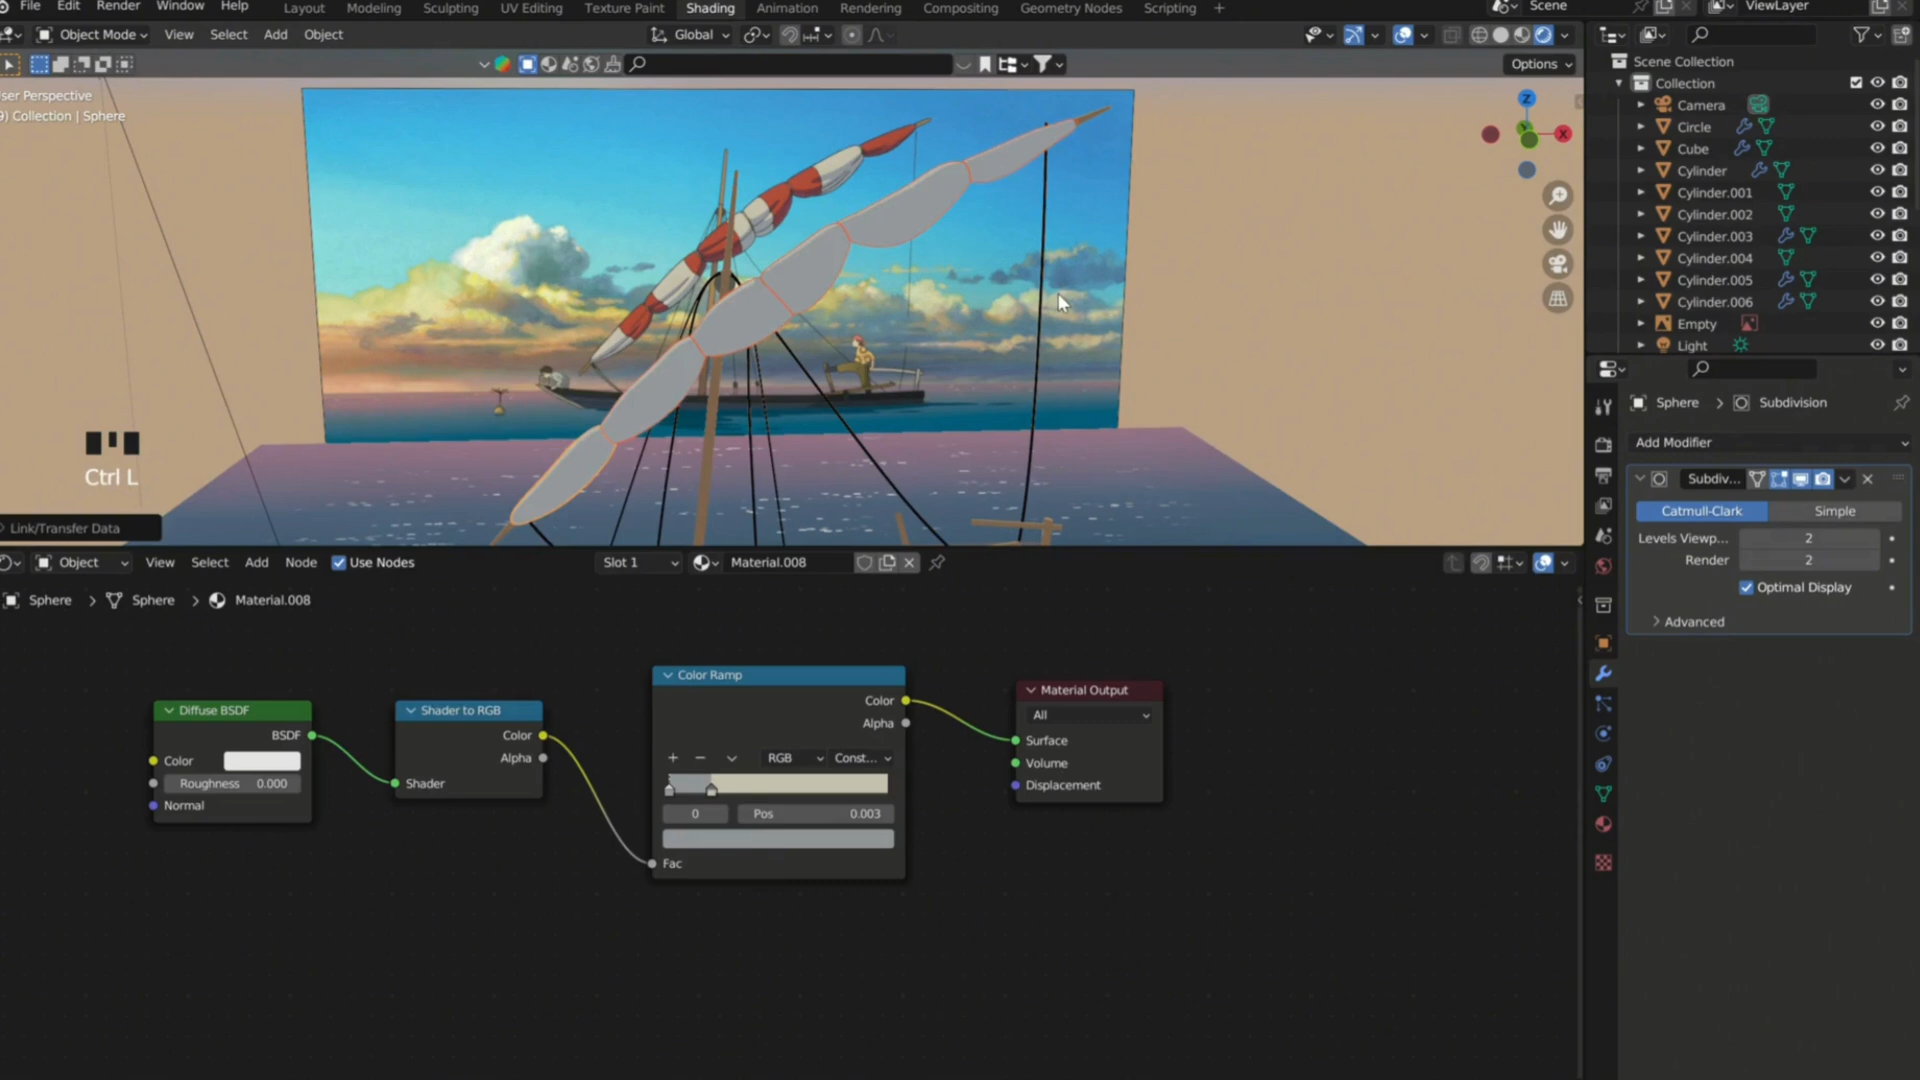 File Edit Render Window Help
Layout Modeling Sculpting UV Editing Texture Paint Shading Animation Rendering Compositing Geometry Nodes Scripting +
Scene
ViewLayer
Object Mode View Select Add Object
Global
Options
ser Perspective
9) Collection | Sphere
Z
Y
X
Ctrl L
Link/Transfer Data
Scene Collection
Collection
Camera
Circle
Cube
Cylinder
Cylinder.001
Cylinder.002
Cylinder.003
Cylinder.004
Cylinder.005
Cylinder.006
Empty
Light
Sphere > Subdivision
Add Modifier
Subdiv...
Catmull-Clark Simple
Levels Viewp... 2
Render 2
Optimal Display
Advanced
Object View Select Add Node Use Nodes
Slot 1
Material.008
Sphere > Sphere > Material.008
Diffuse BSDF
BSDF
Color
Roughness 0.000
Normal
Shader to RGB
Color
Alpha
Shader
Color Ramp
Color
Alpha
+ − RGB Const...
0 Pos 0.003
Fac
Material Output
All
Surface
Volume
Displacement